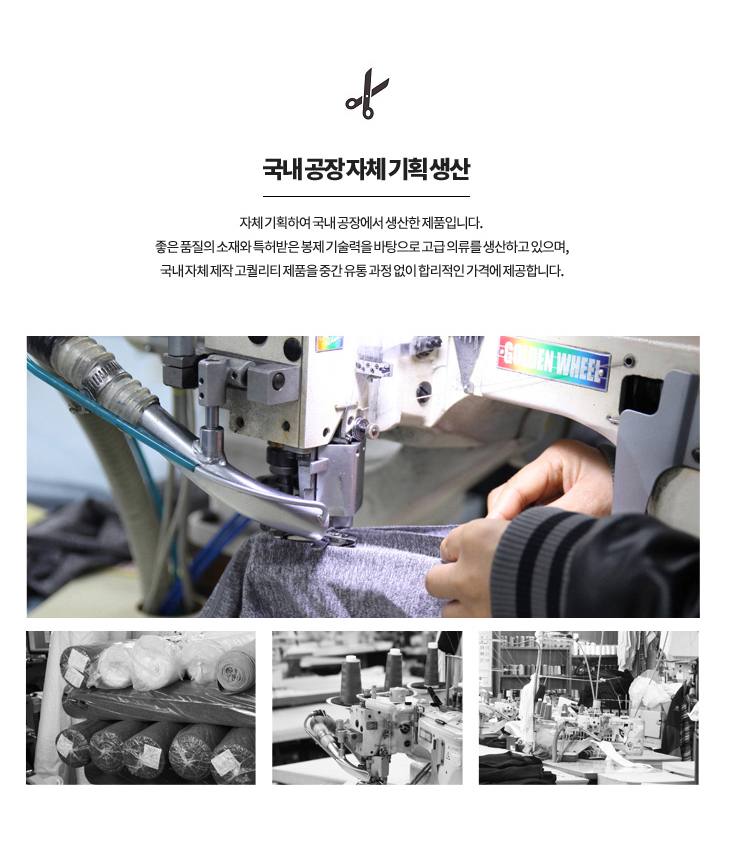 국내 공장 자체 기획 생산
자체 기획하여 국내 공장에서 생산한 제품입니다.
좋은 품질의 소재와 특허받은 봉제 기술력을 바탕으로 고급 의류를 생산하고 있으며,
국내 자체 제작 고퀄리티 제품을 중간 유통 과정 없이 합리적인 가격에 제공합니다.
GOLDEN WHEEL